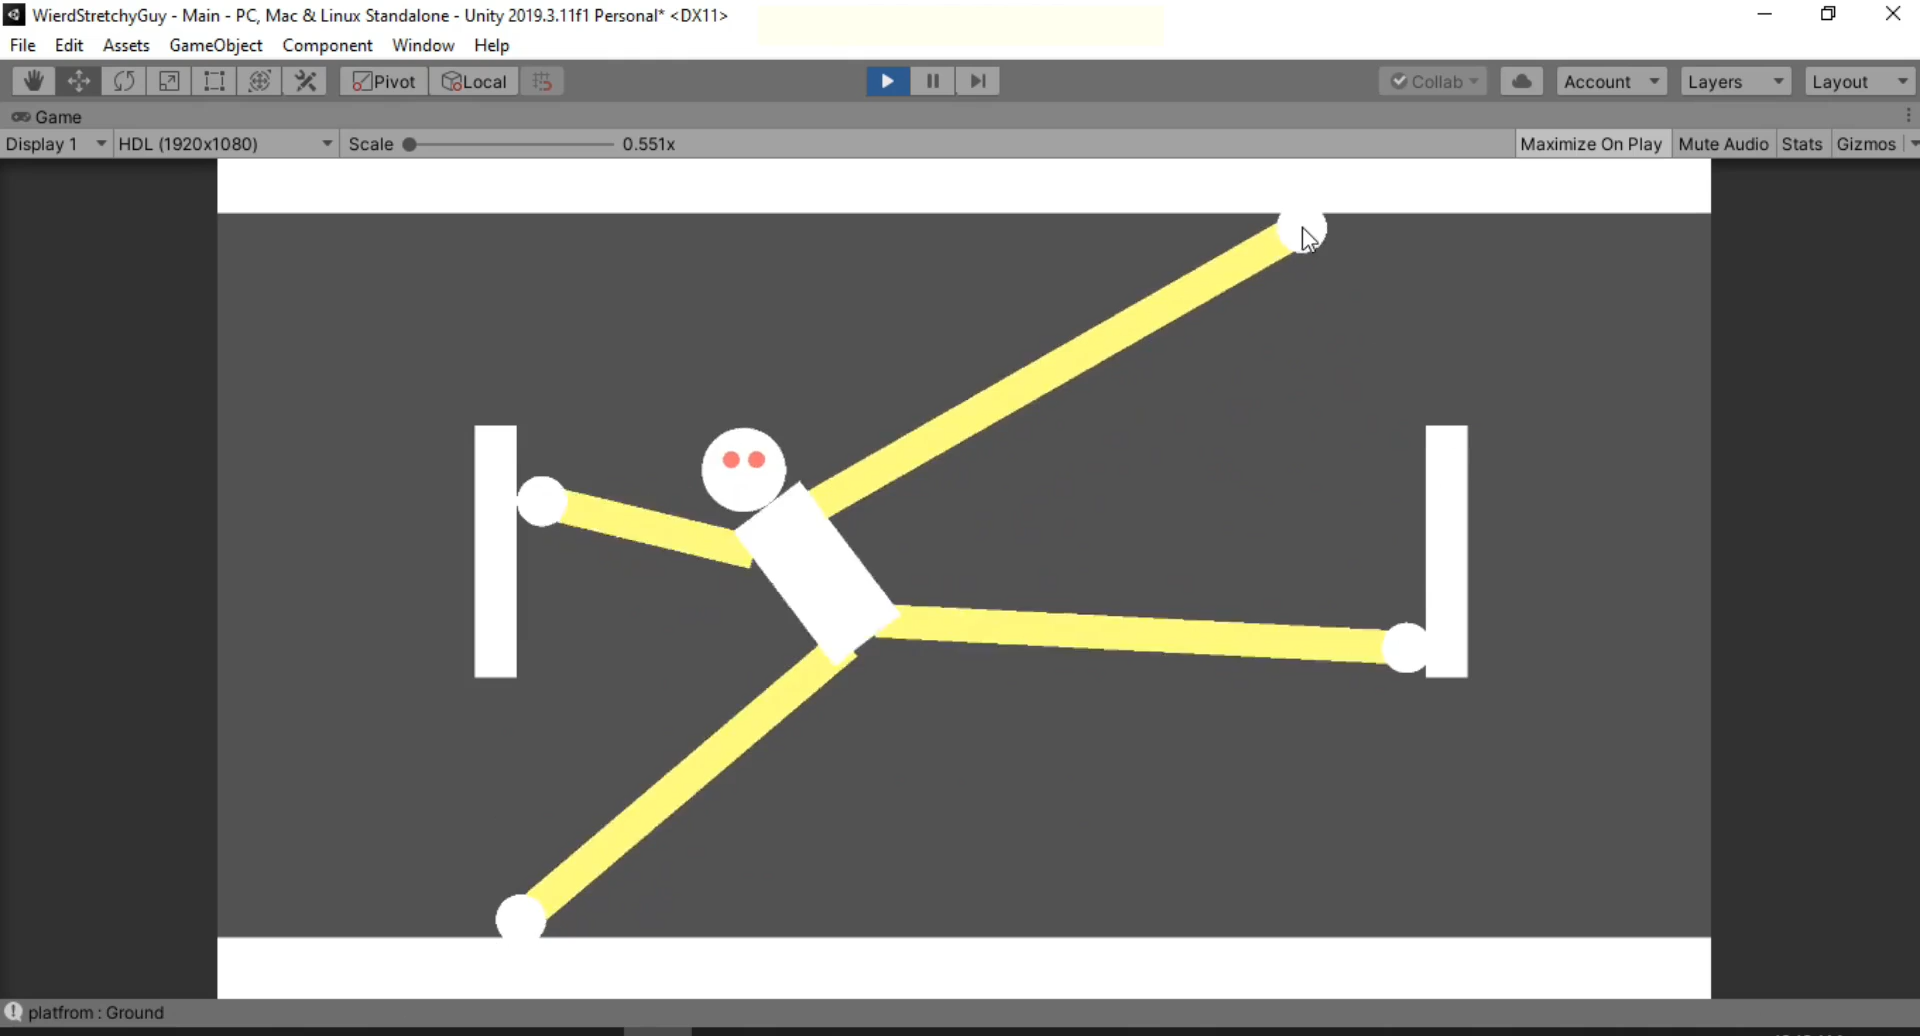 WierdStretchyGuy - Main - PC, Mac & Linux Standalone - Unity 2019.3.11f1 Personal* <DX11>
File Edit Assets GameObject Component Window Help
Pivot Local Collab Account Layers Layout
Game
Display 1 HDL (1920x1080) Scale 0.551x Maximize On Play Mute Audio Stats Gizmos
platfrom : Ground